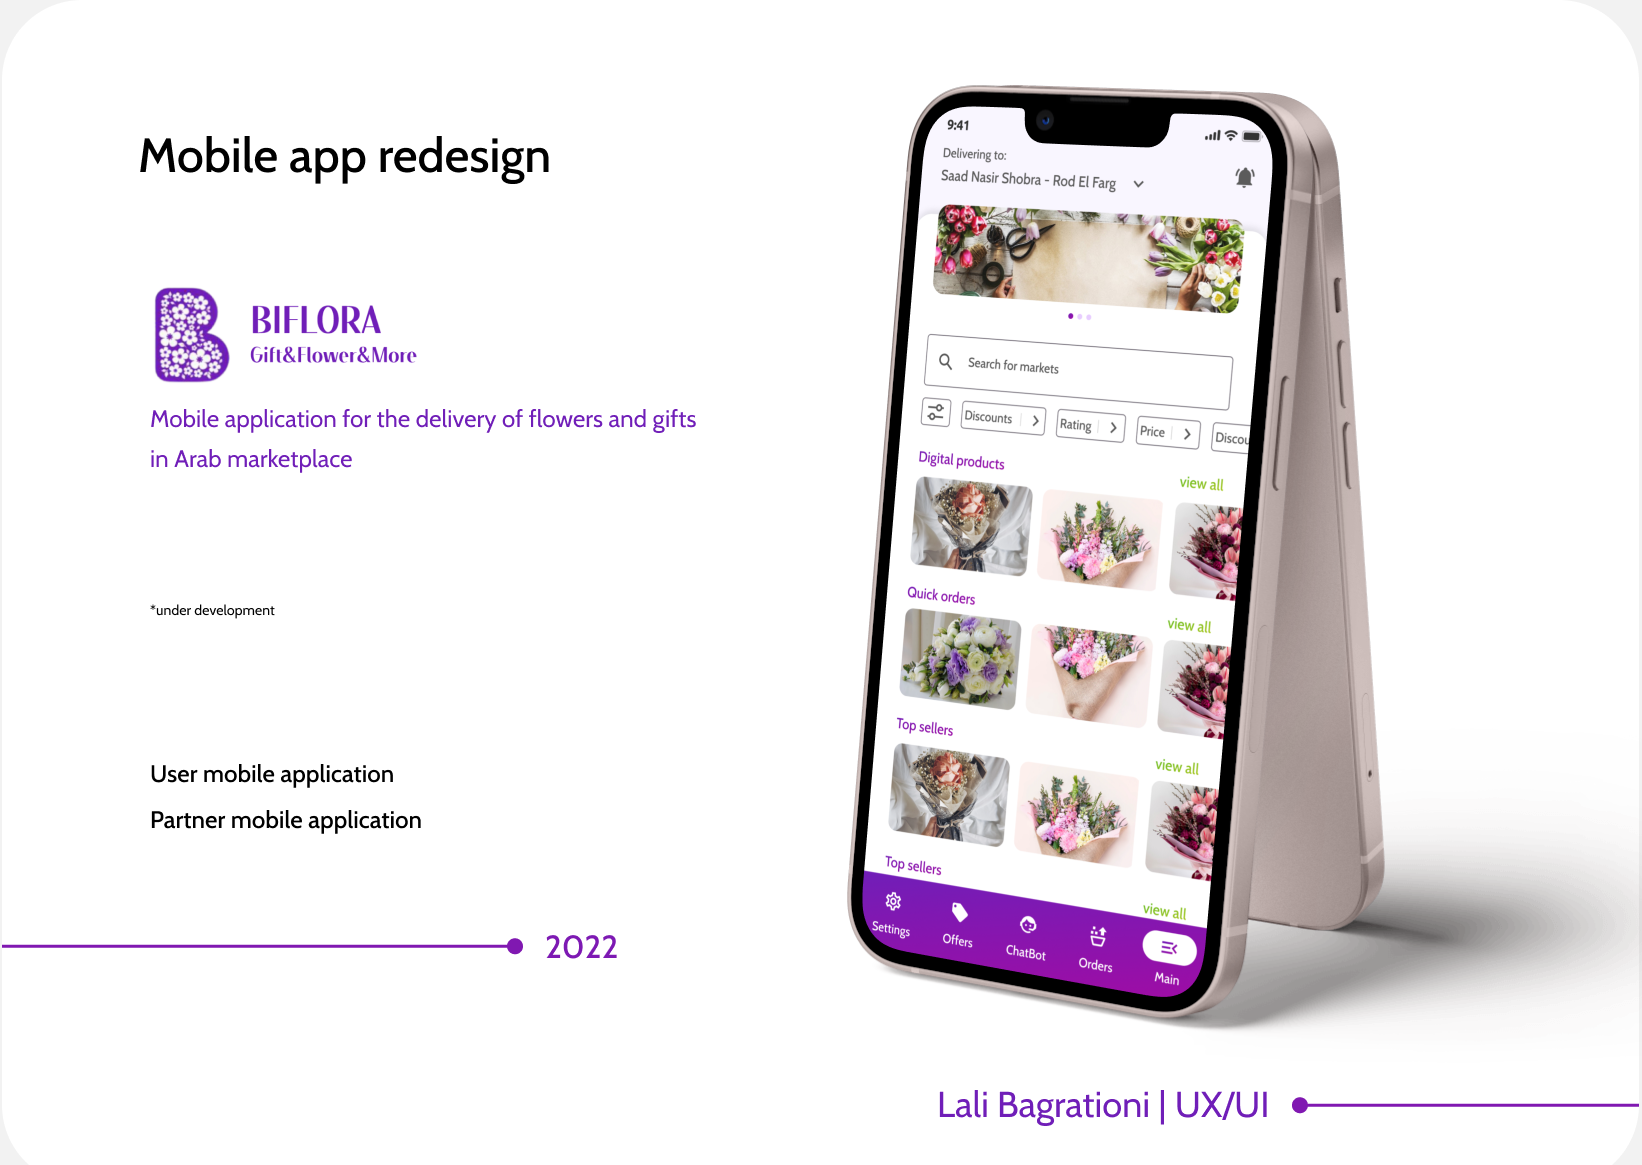 Mobile app redesign
BIFLORA
Gift&Flower&More
Mobile application for the delivery of flowers and gifts
in Arab marketplace
*under development
User mobile application
Partner mobile application
2022
9:41
Delivering to:
Saad Nasir Shobra - Rod El Farg
Search for markets
Discounts
Rating
Price
Discou
Digital products
view all
Quick orders
view all
Top sellers
view all
Top sellers
view all
Settings
Offers
ChatBot
Orders
Main
Lali Bagrationi | UX/UI